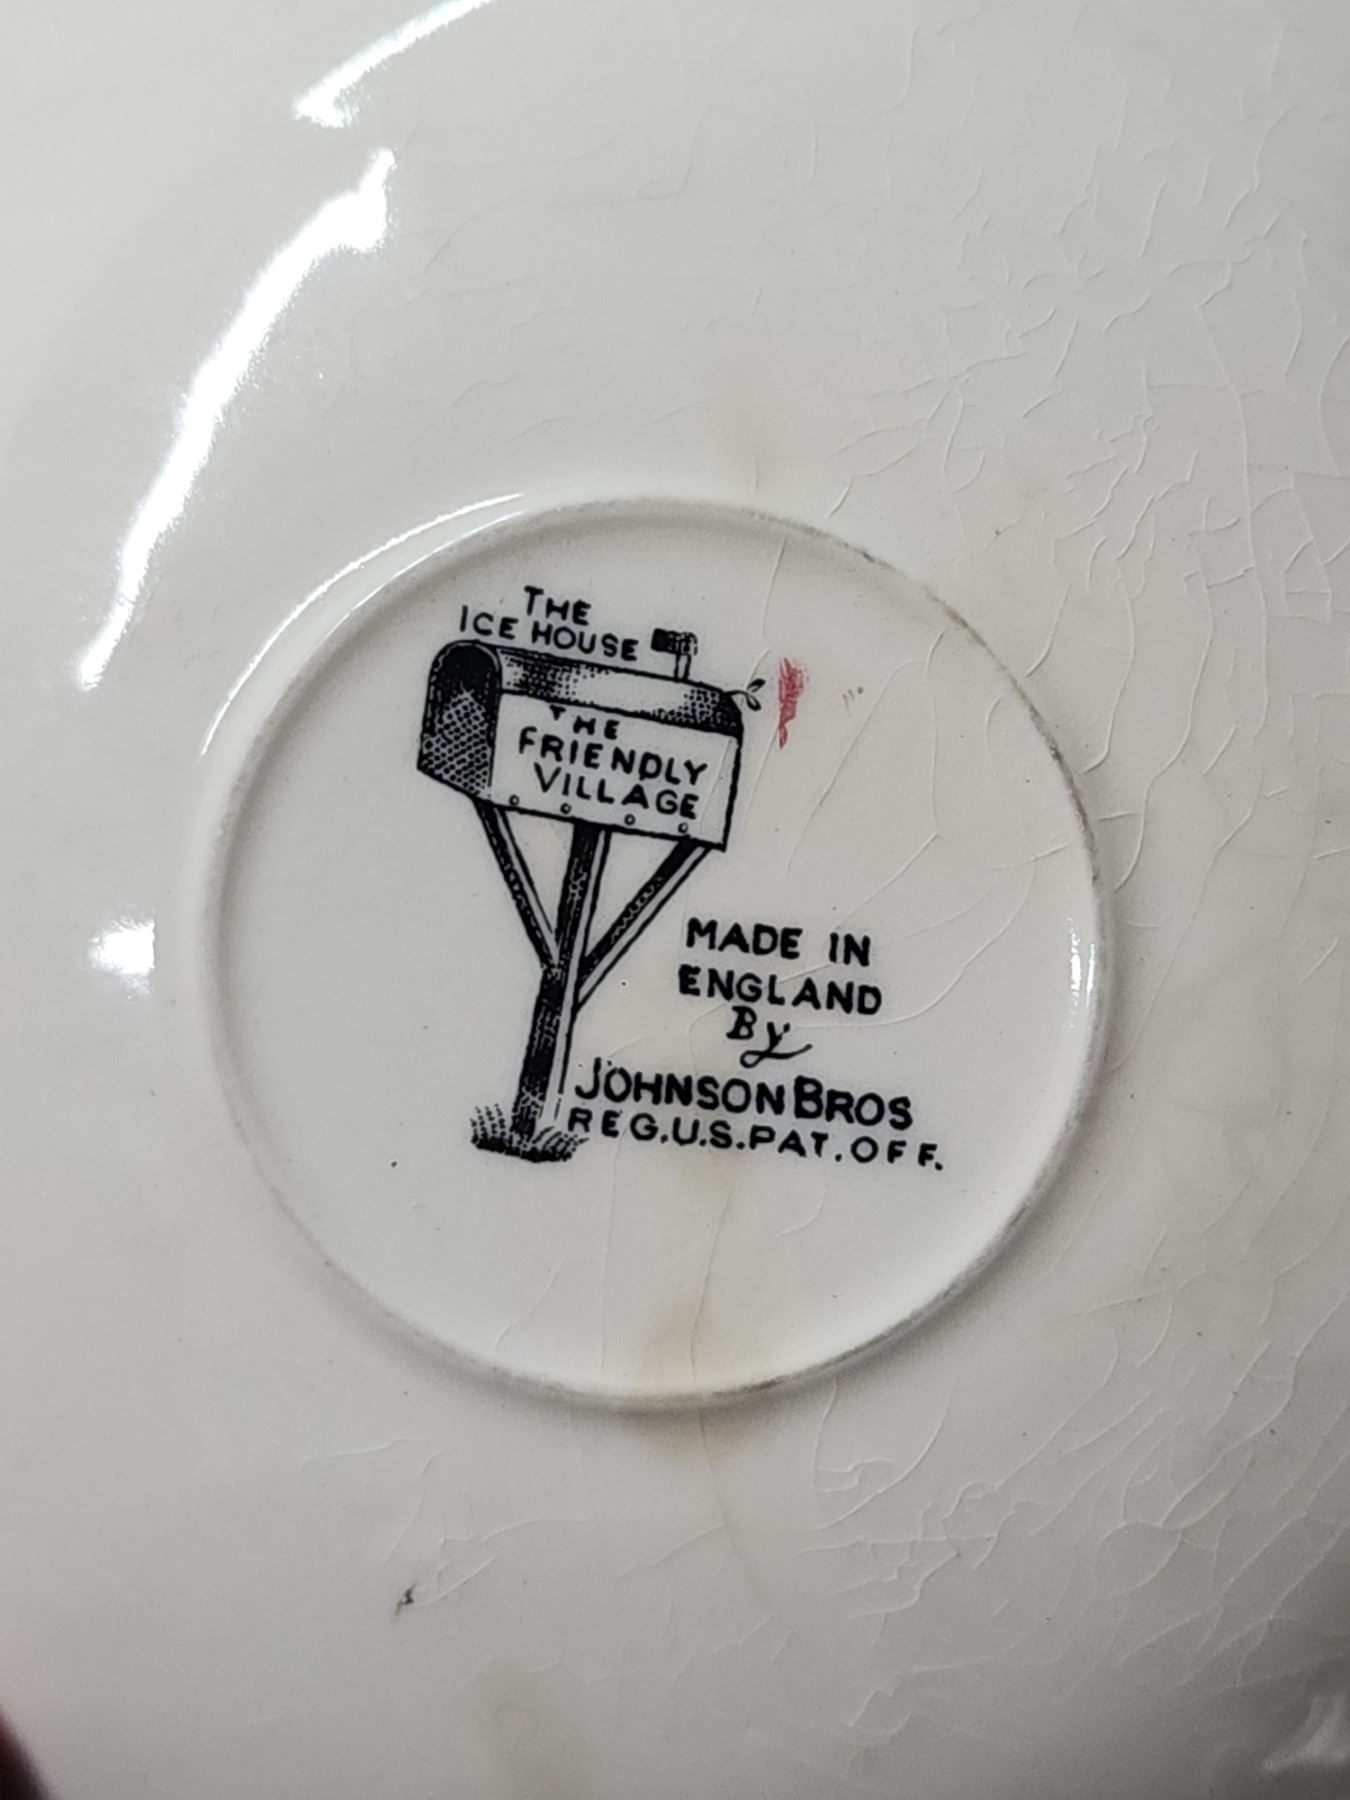 THE
ICE HOUSE
THE
FRIENDLY
VILLAGE
MADE IN
ENGLAND
By
JOHNSON BROS
REG.U.S.PAT.OFF.